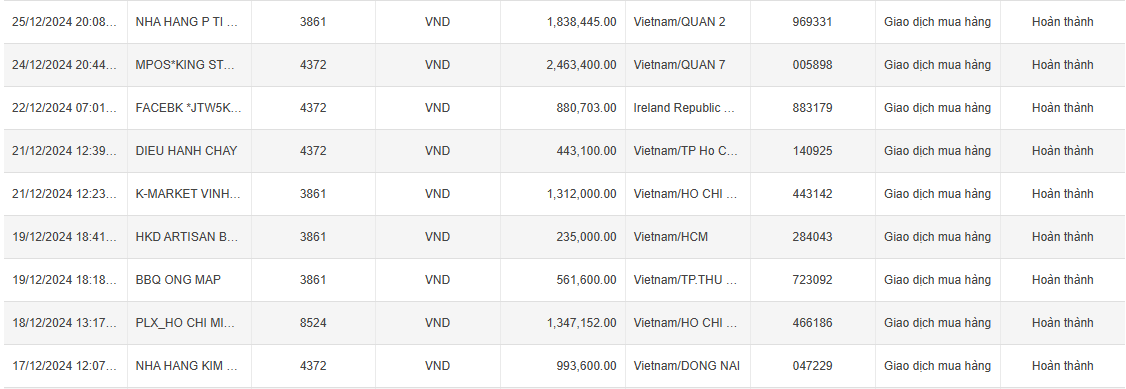 25/12/2024 20:08... NHA HANG P TI ... 3861 VND 1,838,445.00 Vietnam/QUAN 2 969331 Giao dịch mua hàng Hoàn thành
24/12/2024 20:44... MPOS*KING ST... 4372 VND 2,463,400.00 Vietnam/QUAN 7 005898 Giao dịch mua hàng Hoàn thành
22/12/2024 07:01... FACEBK *JTW5K... 4372 VND 880,703.00 Ireland Republic ... 883179 Giao dịch mua hàng Hoàn thành
21/12/2024 12:39... DIEU HANH CHAY 4372 VND 443,100.00 Vietnam/TP Ho C... 140925 Giao dịch mua hàng Hoàn thành
21/12/2024 12:23... K-MARKET VINH... 3861 VND 1,312,000.00 Vietnam/HO CHI ... 443142 Giao dịch mua hàng Hoàn thành
19/12/2024 18:41... HKD ARTISAN B... 3861 VND 235,000.00 Vietnam/HCM 284043 Giao dịch mua hàng Hoàn thành
19/12/2024 18:18... BBQ ONG MAP 3861 VND 561,600.00 Vietnam/TP.THU ... 723092 Giao dịch mua hàng Hoàn thành
18/12/2024 13:17... PLX_HO CHI MI... 8524 VND 1,347,152.00 Vietnam/HO CHI ... 466186 Giao dịch mua hàng Hoàn thành
17/12/2024 12:07... NHA HANG KIM ... 4372 VND 993,600.00 Vietnam/DONG NAI 047229 Giao dịch mua hàng Hoàn thành